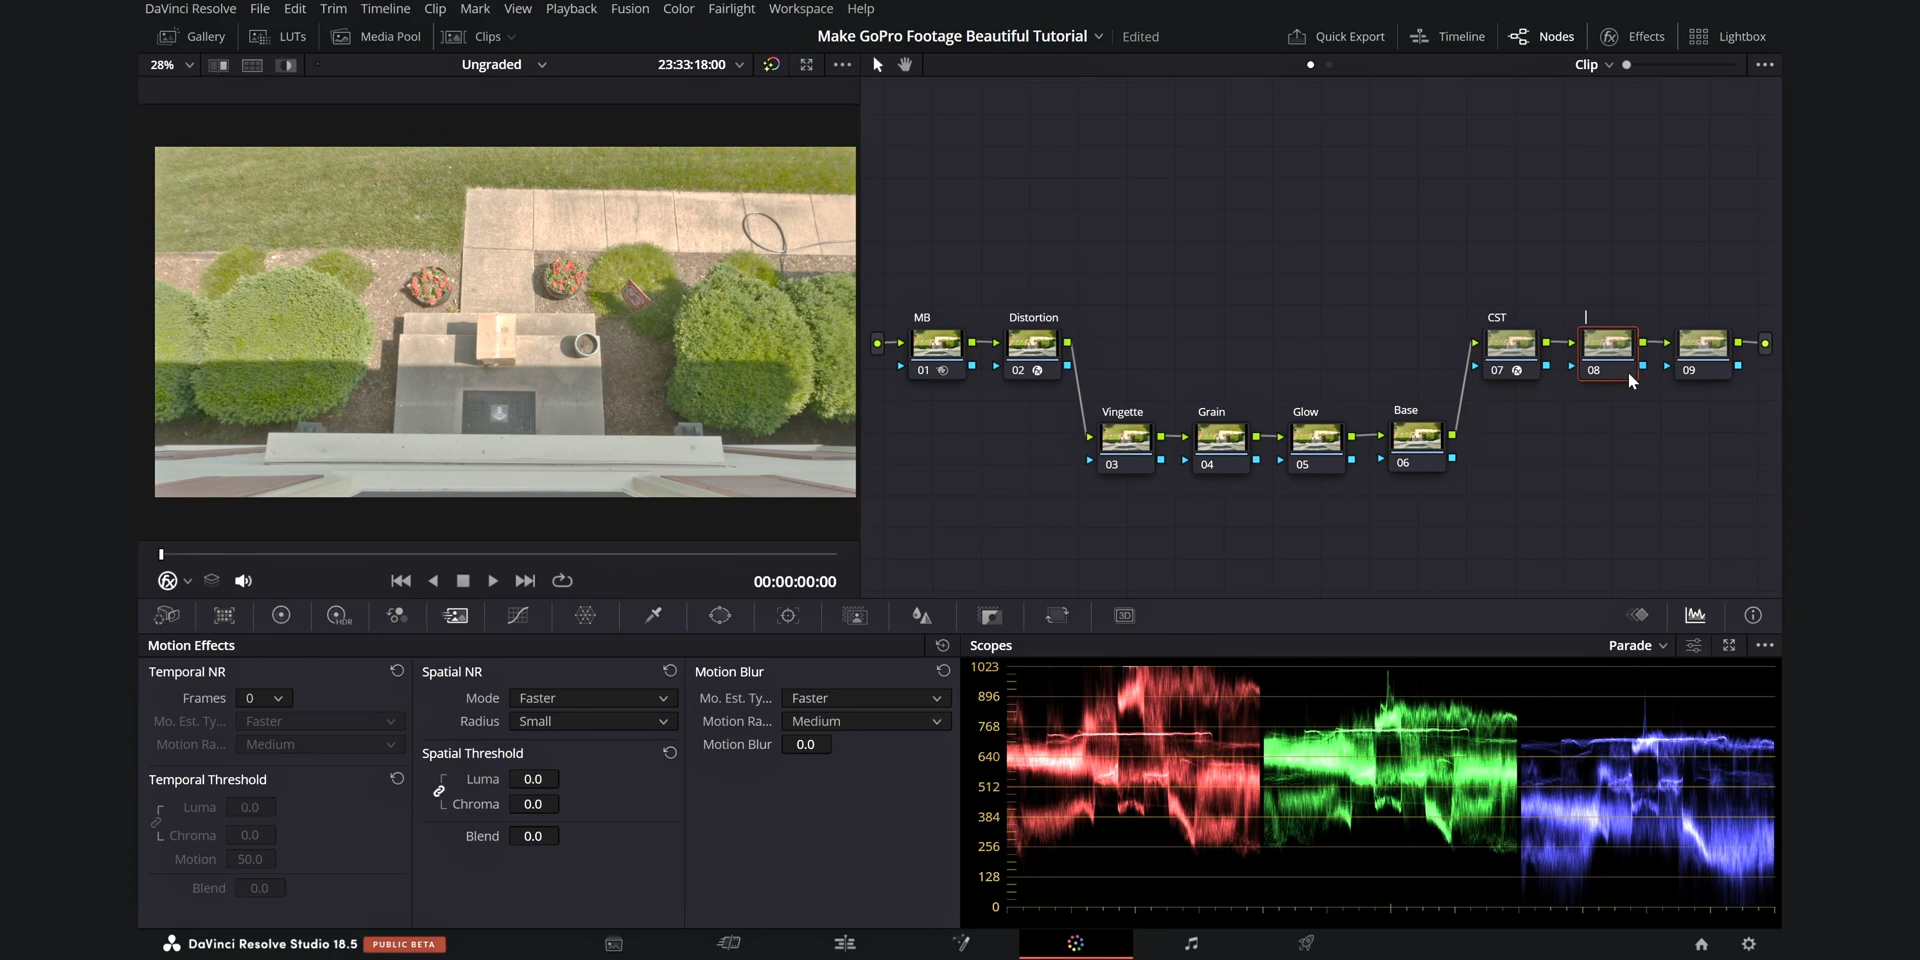 DaVinci Resolve File Edit Trim Timeline Clip Mark View Playback Fusion Color Fairlight Workspace Help
Gallery LUTs Media Pool Clips Make GoPro Footage Beautiful Tutorial Edited Quick Export Timeline Nodes Effects Lightbox
28% Ungraded 23:33:18:00 Clip
MB Distortion CST
01 02 07 08 09
Vingette Grain Glow Base
03 04 05 06
00:00:00:00
HDR 3D
Motion Effects
Temporal NR Spatial NR Motion Blur
Frames 0 Mode Faster Mo. Est. Ty... Faster
Mo. Est. Ty... Faster Radius Small Motion Ra... Medium
Motion Ra... Medium Spatial Threshold Motion Blur 0.0
Temporal Threshold Luma 0.0
Luma 0.0 Chroma 0.0
Chroma 0.0 Blend 0.0
Motion 50.0
Blend 0.0
Scopes Parade
1023
896
768
640
512
384
256
128
0
DaVinci Resolve Studio 18.5 PUBLIC BETA